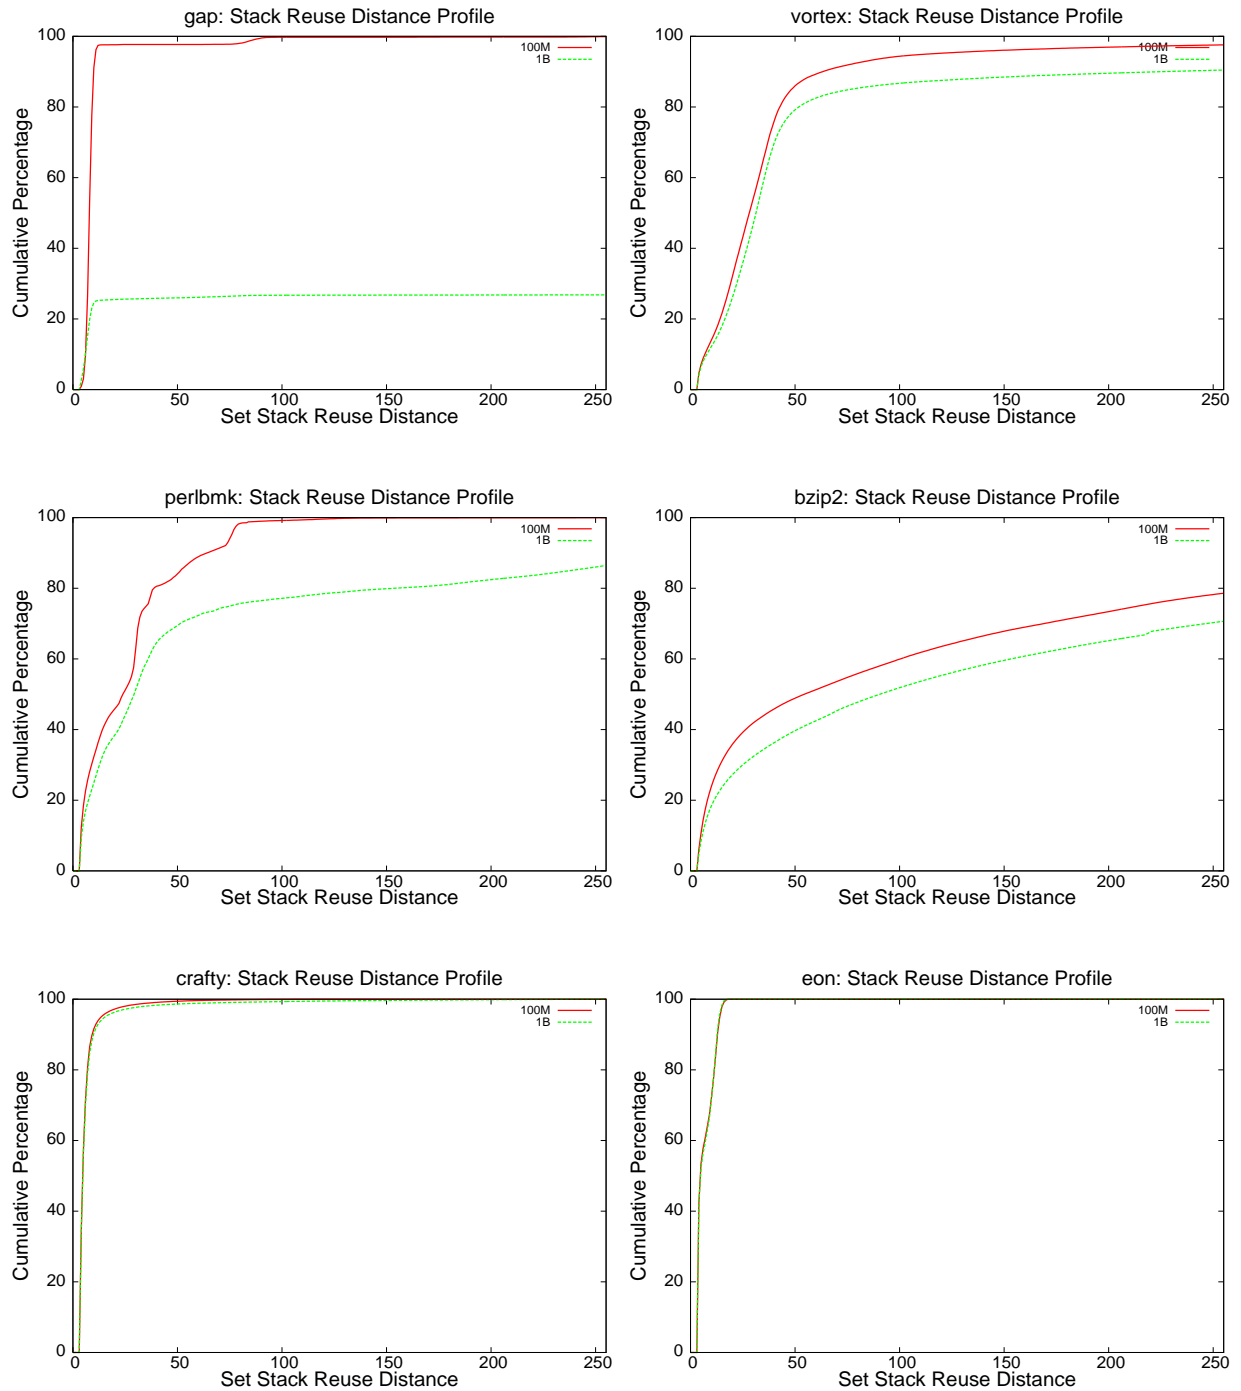 gap: Stack Reuse Distance Profile
100
80
60
40
20
0
0 50 100 150 200 250
Cumulative Percentage
Set Stack Reuse Distance
100M
1B
vortex: Stack Reuse Distance Profile
100
80
60
40
20
0
0 50 100 150 200 250
Cumulative Percentage
Set Stack Reuse Distance
100M
1B
perlbmk: Stack Reuse Distance Profile
100
80
60
40
20
0
0 50 100 150 200 250
Cumulative Percentage
Set Stack Reuse Distance
100M
1B
bzip2: Stack Reuse Distance Profile
100
80
60
40
20
0
0 50 100 150 200 250
Cumulative Percentage
Set Stack Reuse Distance
100M
1B
crafty: Stack Reuse Distance Profile
100
80
60
40
20
0
0 50 100 150 200 250
Cumulative Percentage
Set Stack Reuse Distance
100M
1B
eon: Stack Reuse Distance Profile
100
80
60
40
20
0
0 50 100 150 200 250
Cumulative Percentage
Set Stack Reuse Distance
100M
1B